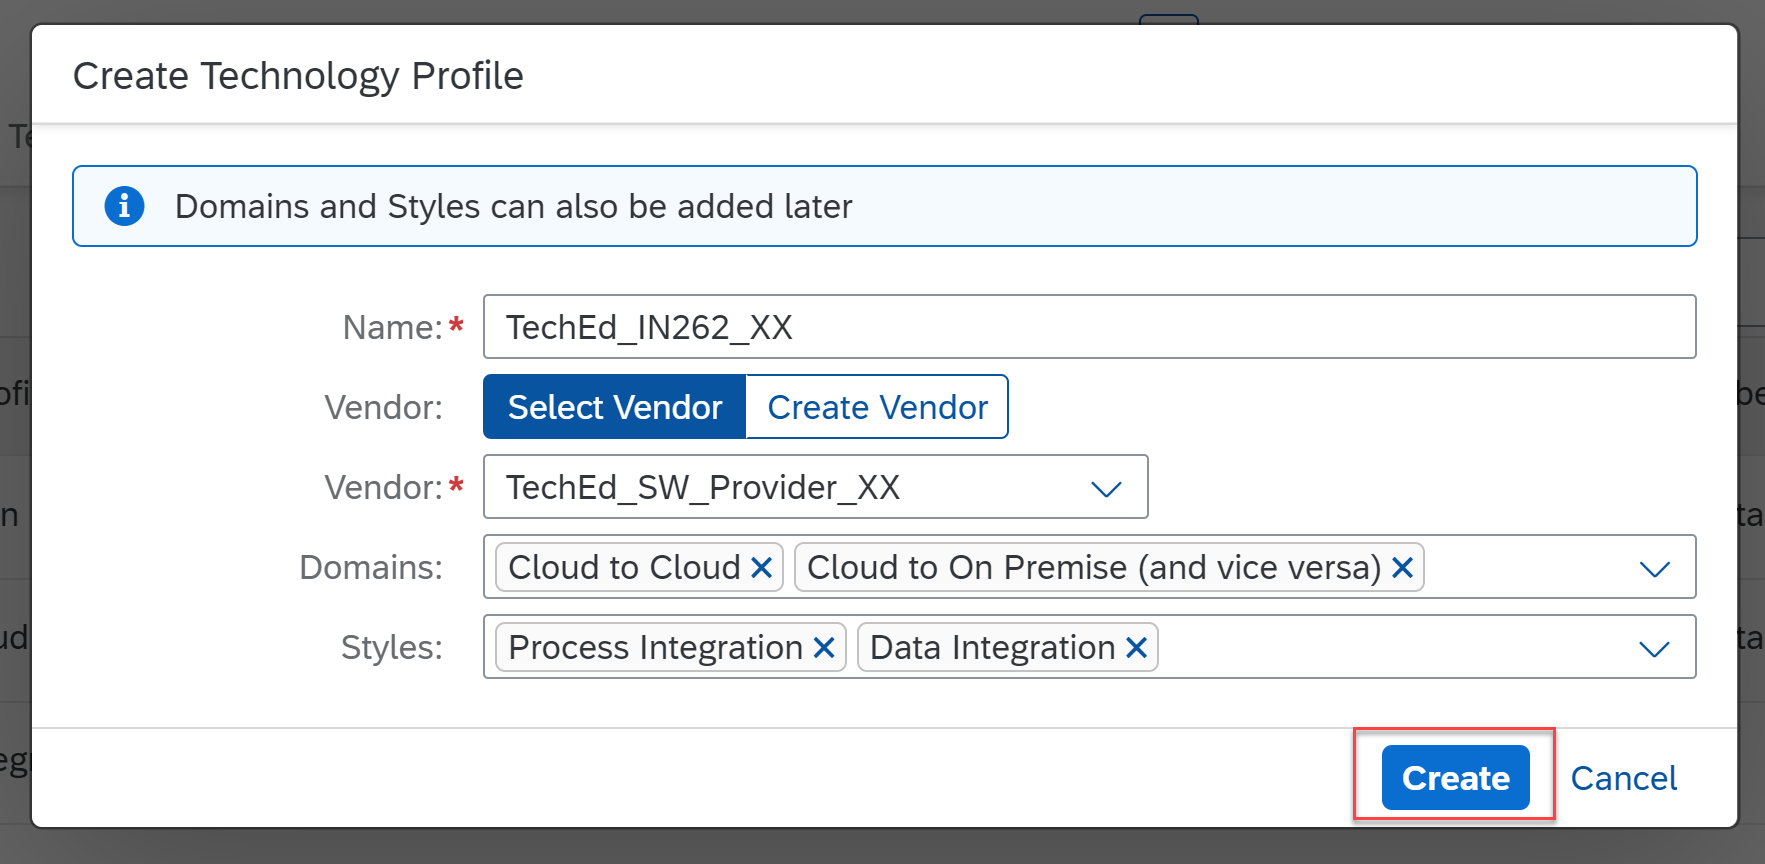 Create Technology Profile
Domains and Styles can also be added later
Name:* TechEd_IN262_XX
Vendor: Select Vendor Create Vendor
Vendor:* TechEd_SW_Provider_XX
Domains: Cloud to Cloud Cloud to On Premise (and vice versa)
Styles: Process Integration Data Integration
Create Cancel